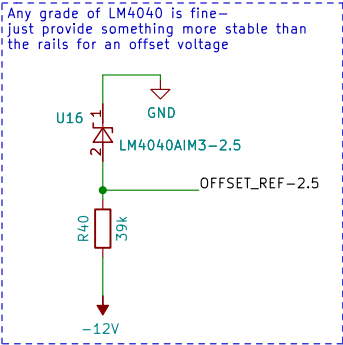 Any grade of LM4040 is fine-
just provide something more stable than
the rails for an offset voltage
GND
U16
1
2
LM4040AIM3-2.5
OFFSET_REF-2.5
R40
39k
-12V